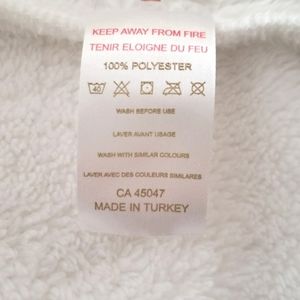 KEEP AWAY FROM FIRE
TENIR ELOIGNE DU FEU
100% POLYESTER
40
WASH BEFORE USE
LAVER AVANT USAGE
WASH WITH SIMILAR COLOURS
LAVER AVEC DES COULEURS SIMILARES
CA 45047
MADE IN TURKEY